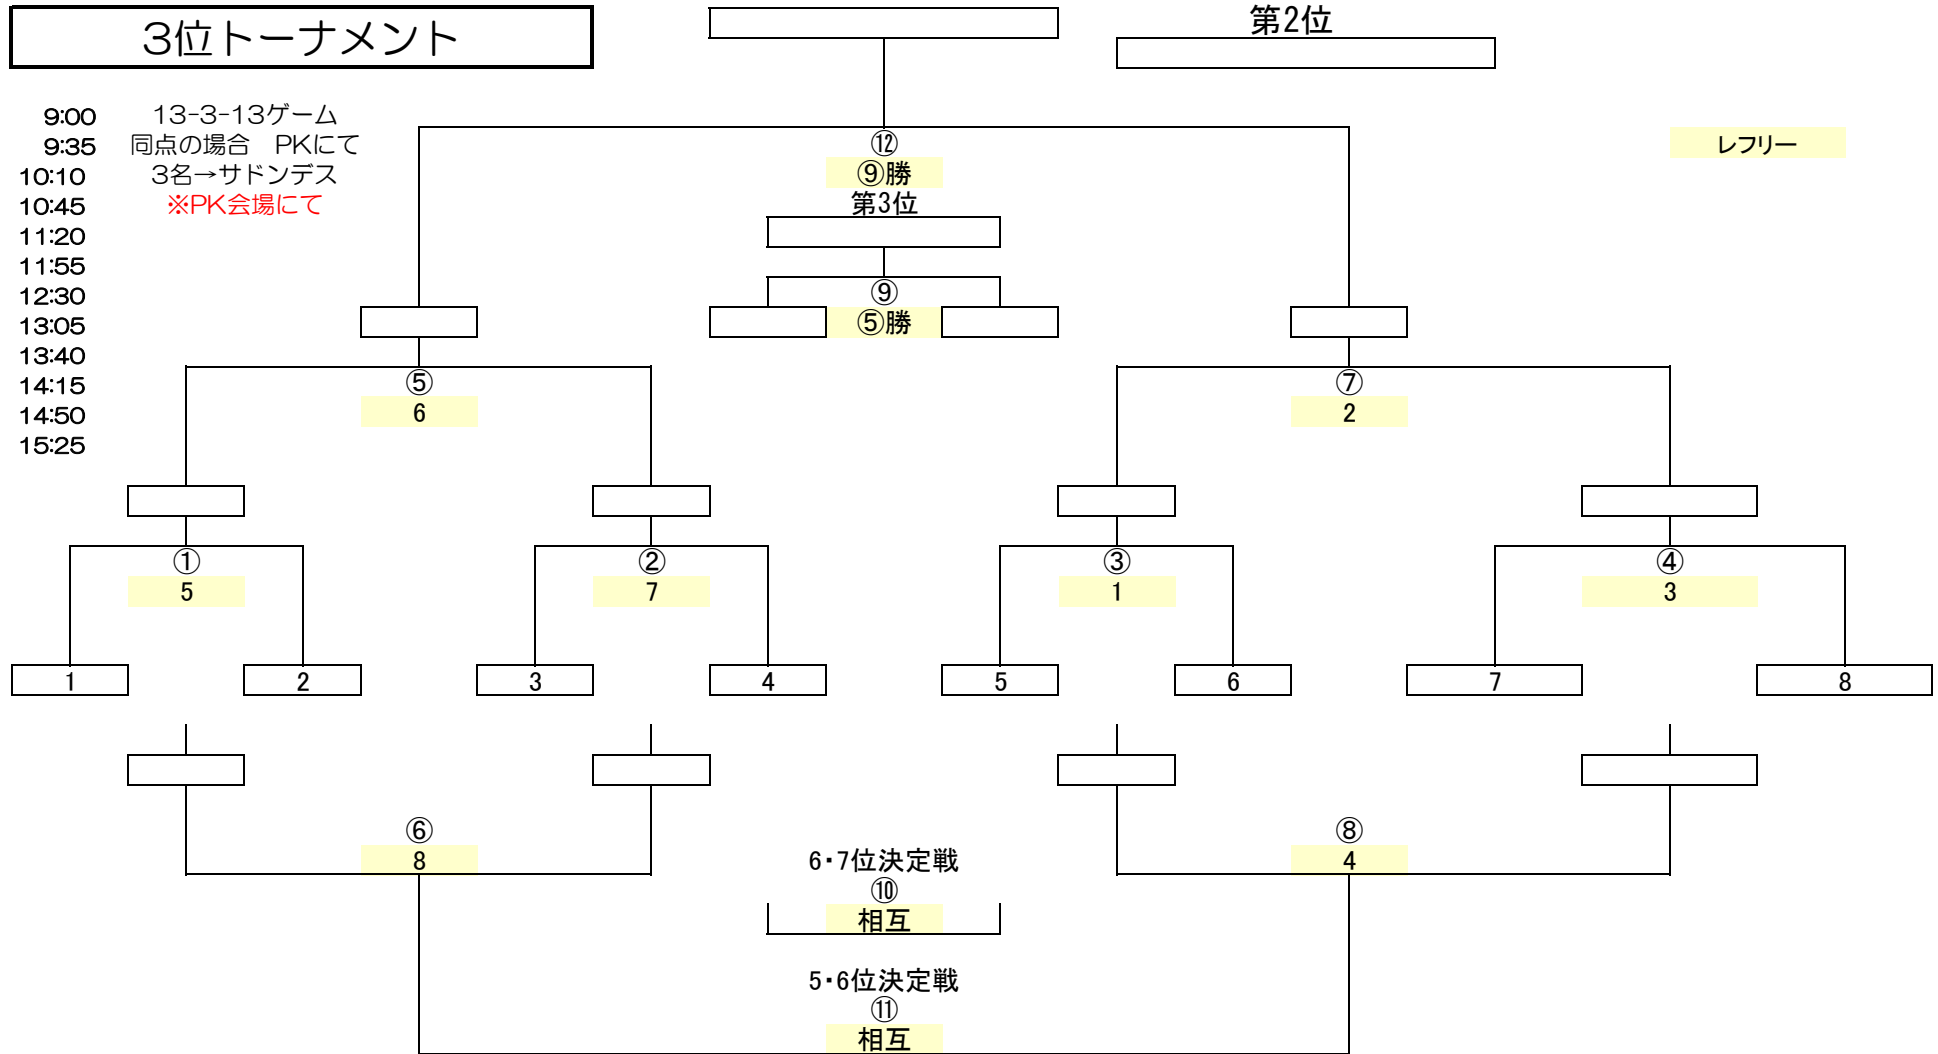 3位トーナメント
第2位
9:00 13-3-13ゲーム
9:35 同点の場合 PKにて
10:10 3名→サドンデス
10:45 ※PK会場にて
11:20
11:55
12:30
13:05
13:40
14:15
14:50
15:25
レフリー
⑫
⑨勝
第3位
⑨
⑤勝
⑤ ⑦
6 2
① ② ③ ④
5 7 1 3
1 2 3 4 5 6 7 8
⑥ ⑧
8 4
6・7位決定戦
⑩
相互
5・6位決定戦
⑪
相互